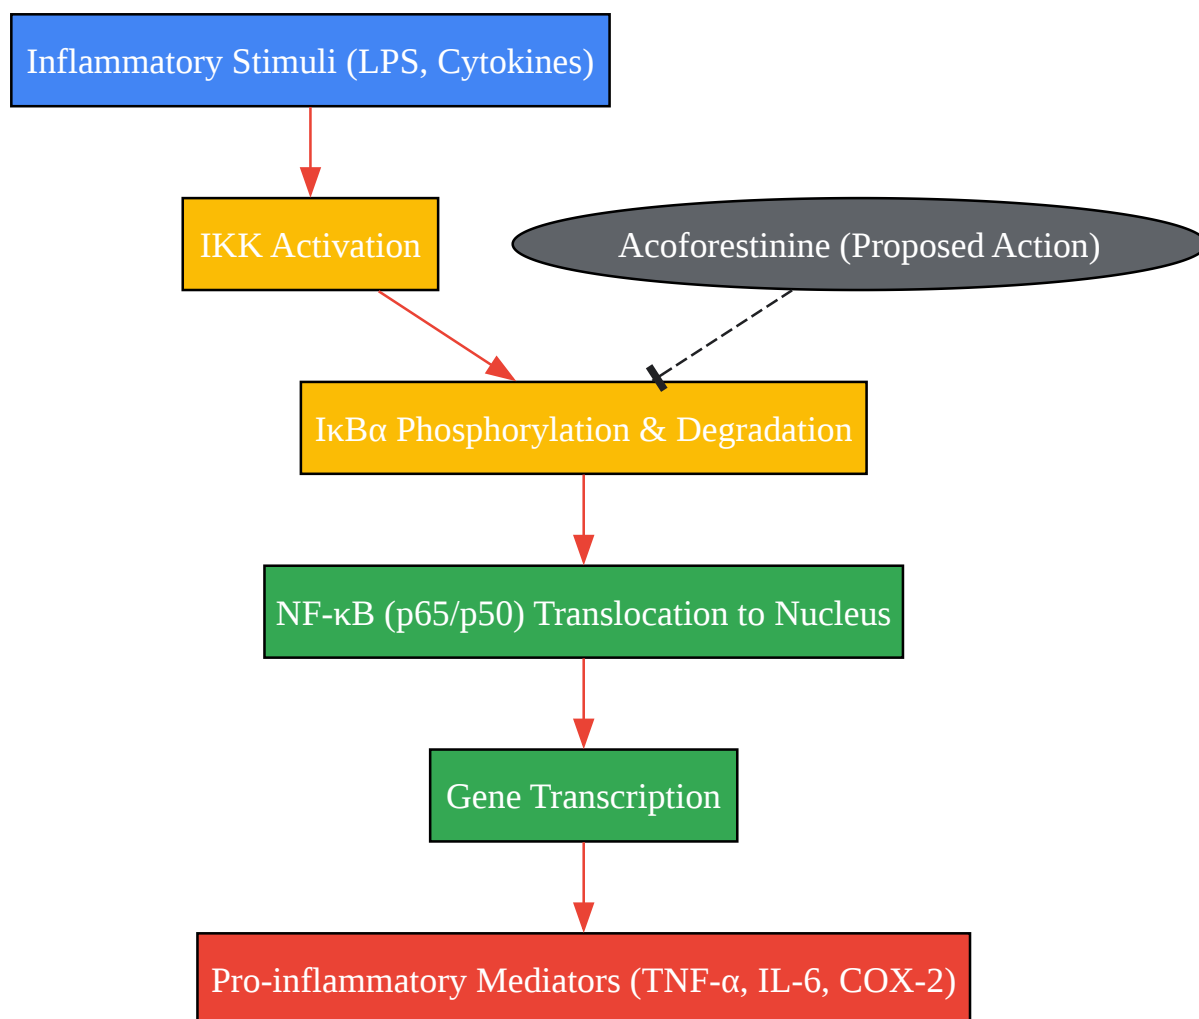 Inflammatory Stimuli (LPS, Cytokines)
IKK Activation
Acoforestinine (Proposed Action)
IκBα Phosphorylation & Degradation
NF-κB (p65/p50) Translocation to Nucleus
Gene Transcription
Pro-inflammatory Mediators (TNF-α, IL-6, COX-2)